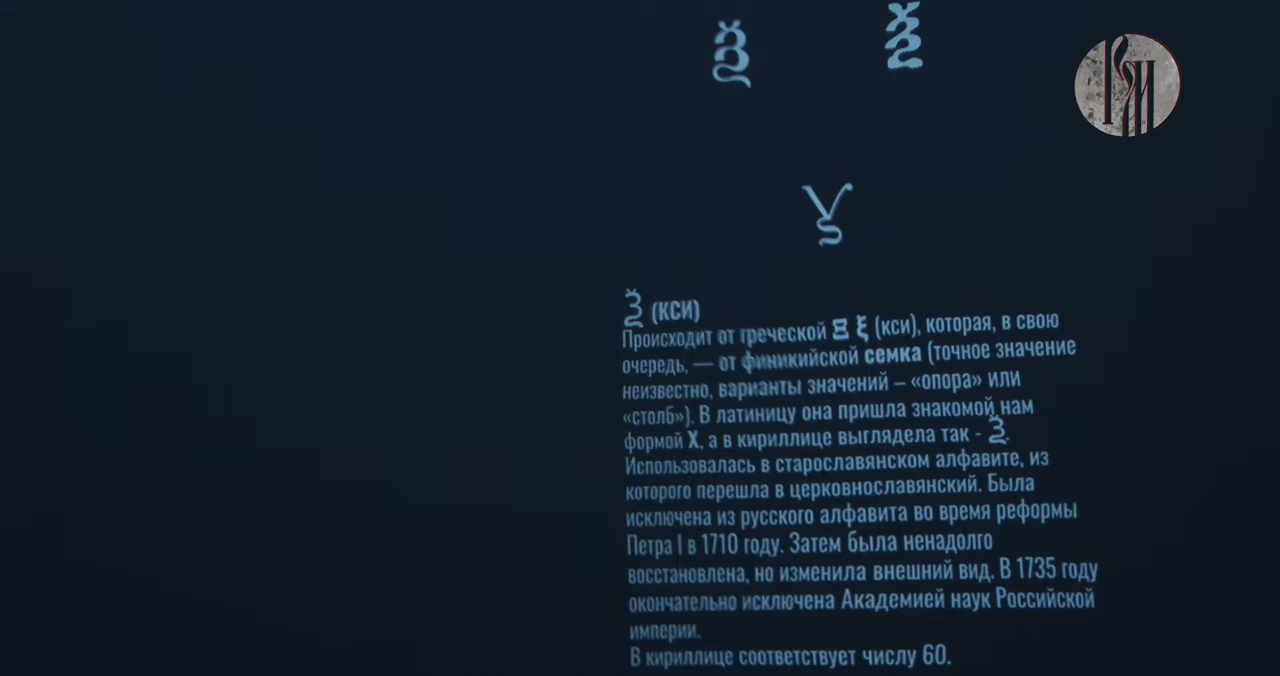 Ѯ Ѯ
Ѯ
Ѯ (КСИ)
Происходит от греческой Ξ ξ (кси), которая, в свою
очередь, — от финикийской семка (точное значение
неизвестно, варианты значений – «опора» или
«столб»). В латиницу она пришла знакомой нам
формой X, а в кириллице выглядела так - Ѯ.
Использовалась в старославянском алфавите, из
которого перешла в церковнославянский. Была
исключена из русского алфавита во время реформы
Петра I в 1710 году. Затем была ненадолго
восстановлена, но изменила внешний вид. В 1735 году
окончательно исключена Академией наук Российской
империи.
В кириллице соответствует числу 60.